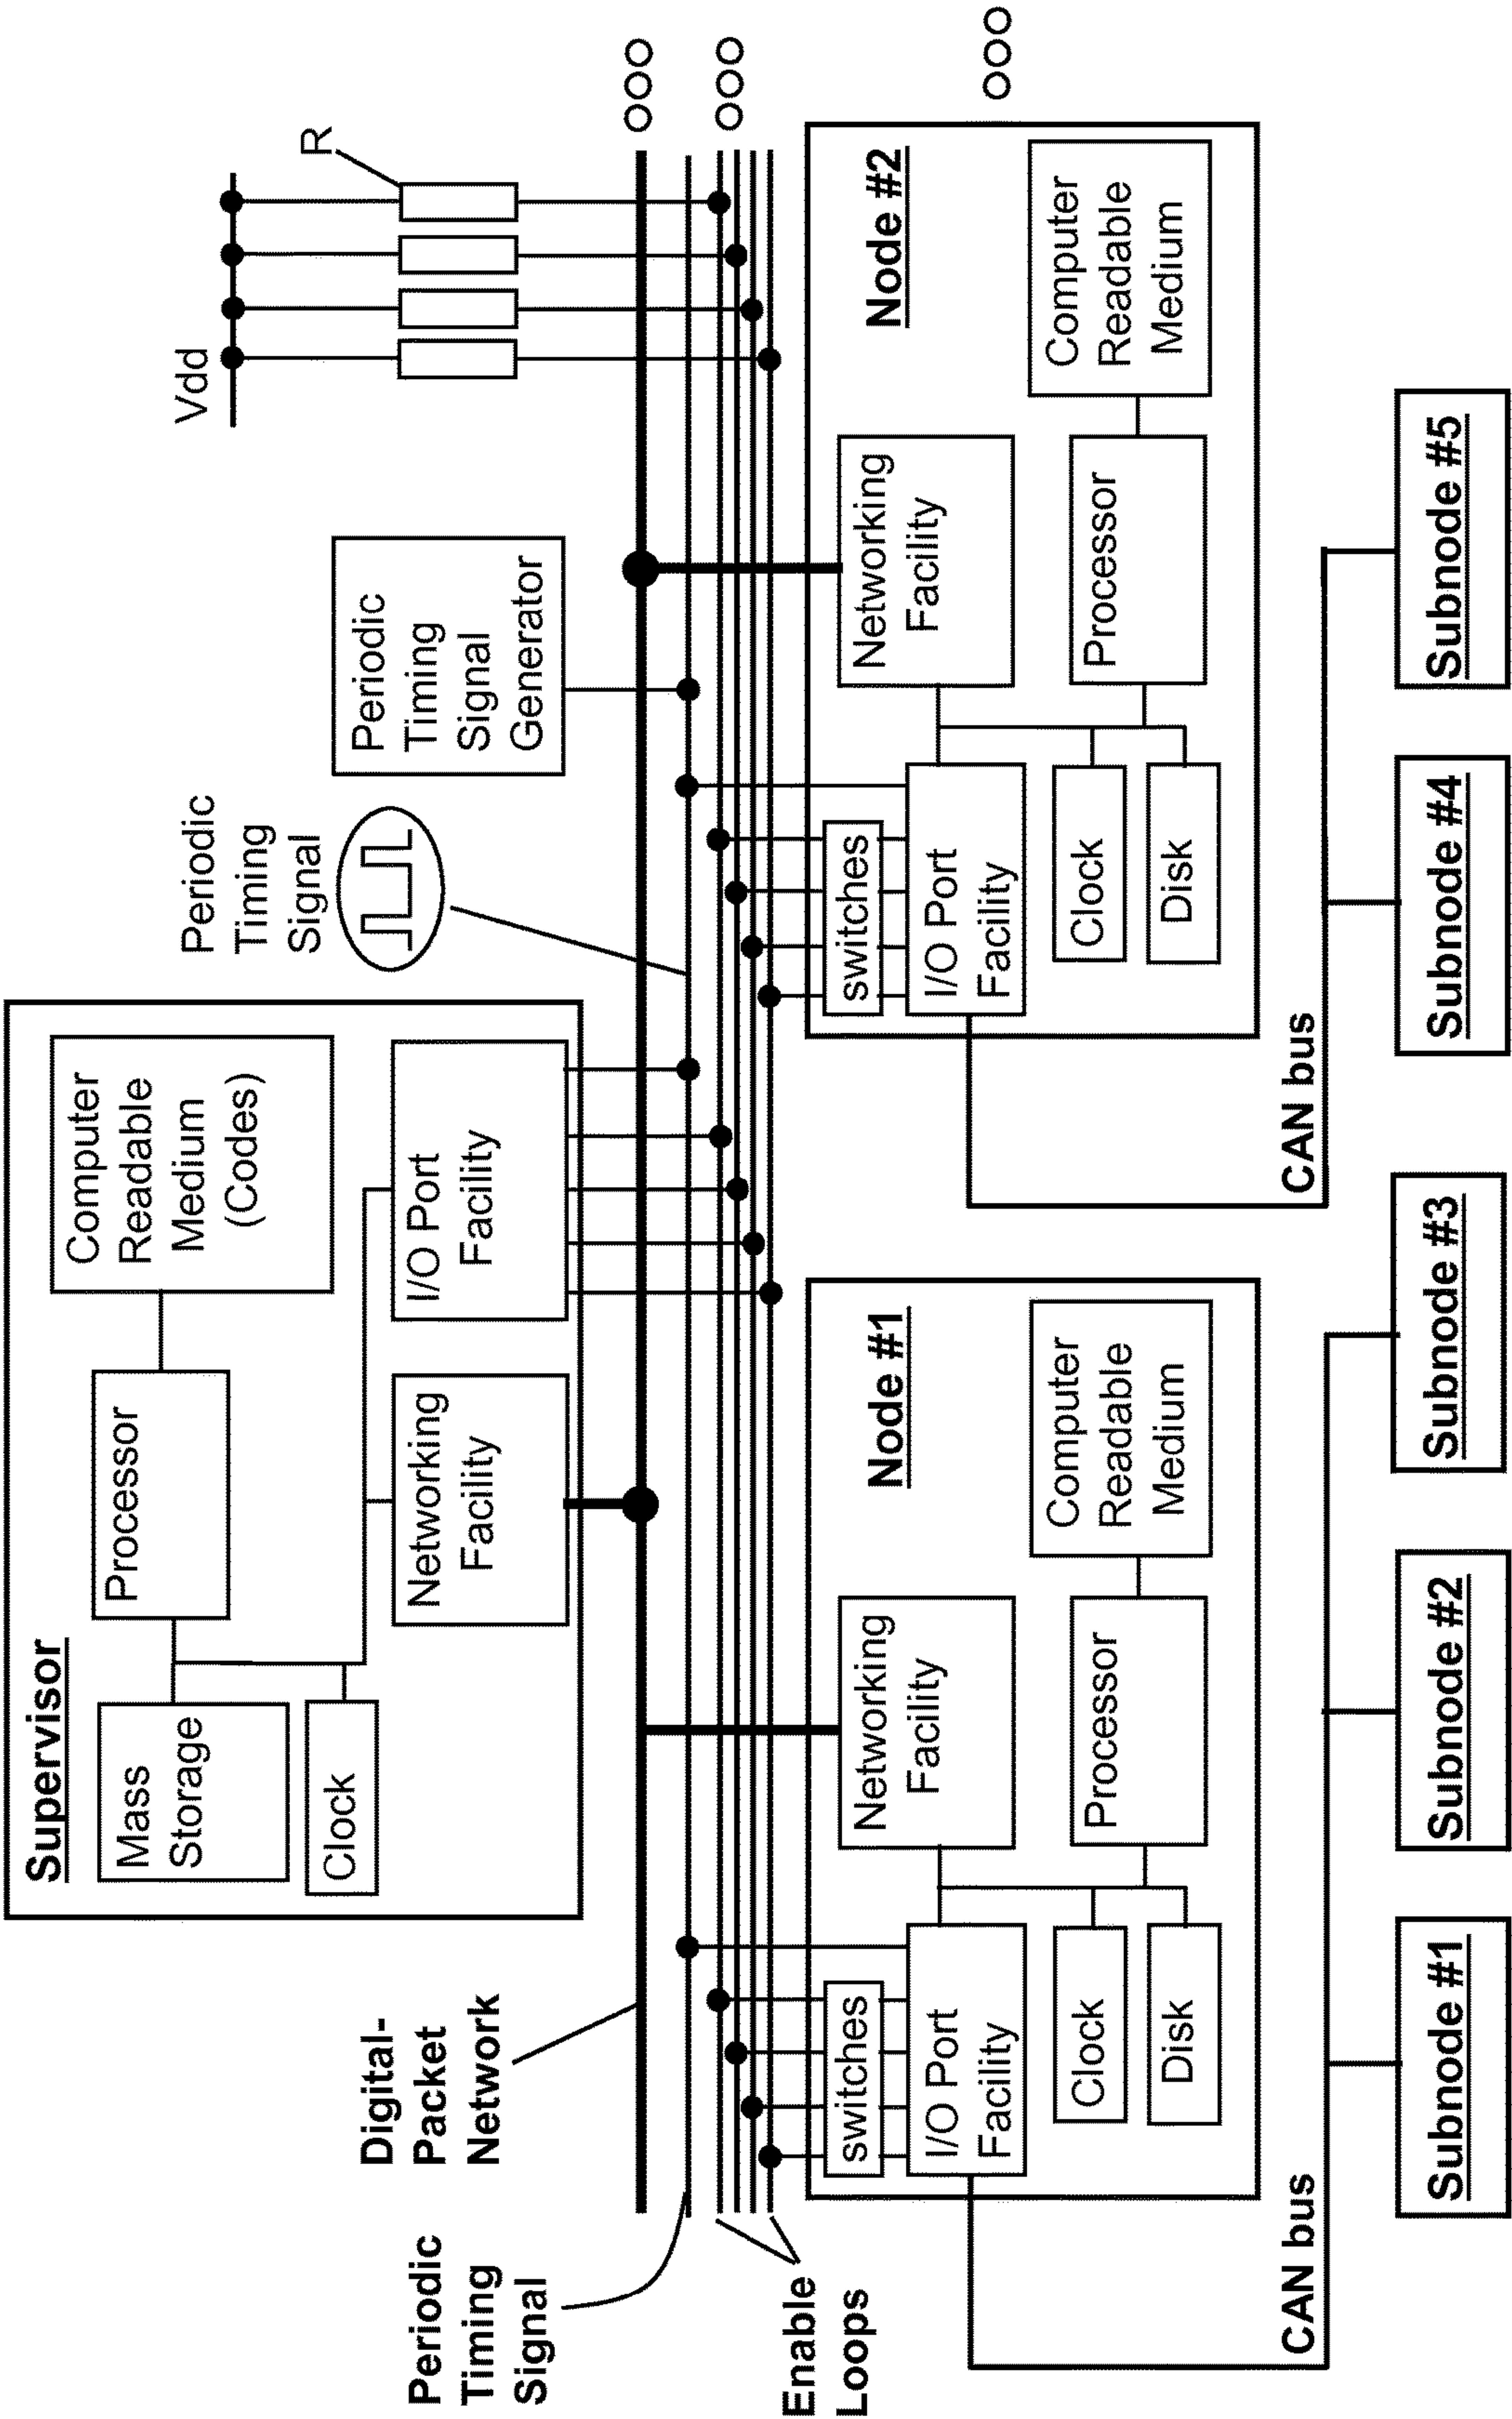 Supervisor
Mass
Storage
Clock
Processor
Computer
Readable
Medium
(Codes)
Networking
Facility
I/O Port
Facility
Periodic
Timing
Signal
Periodic
Timing
Signal
Generator
Vdd
R
Digital-
Packet
Network
Periodic
Timing
Signal
Enable
Loops
Node #1
switches
I/O Port
Facility
Networking
Facility
Clock
Disk
Processor
Computer
Readable
Medium
Node #2
switches
I/O Port
Facility
Networking
Facility
Clock
Disk
Processor
Computer
Readable
Medium
CAN bus
CAN bus
Subnode #1
Subnode #2
Subnode #3
Subnode #4
Subnode #5